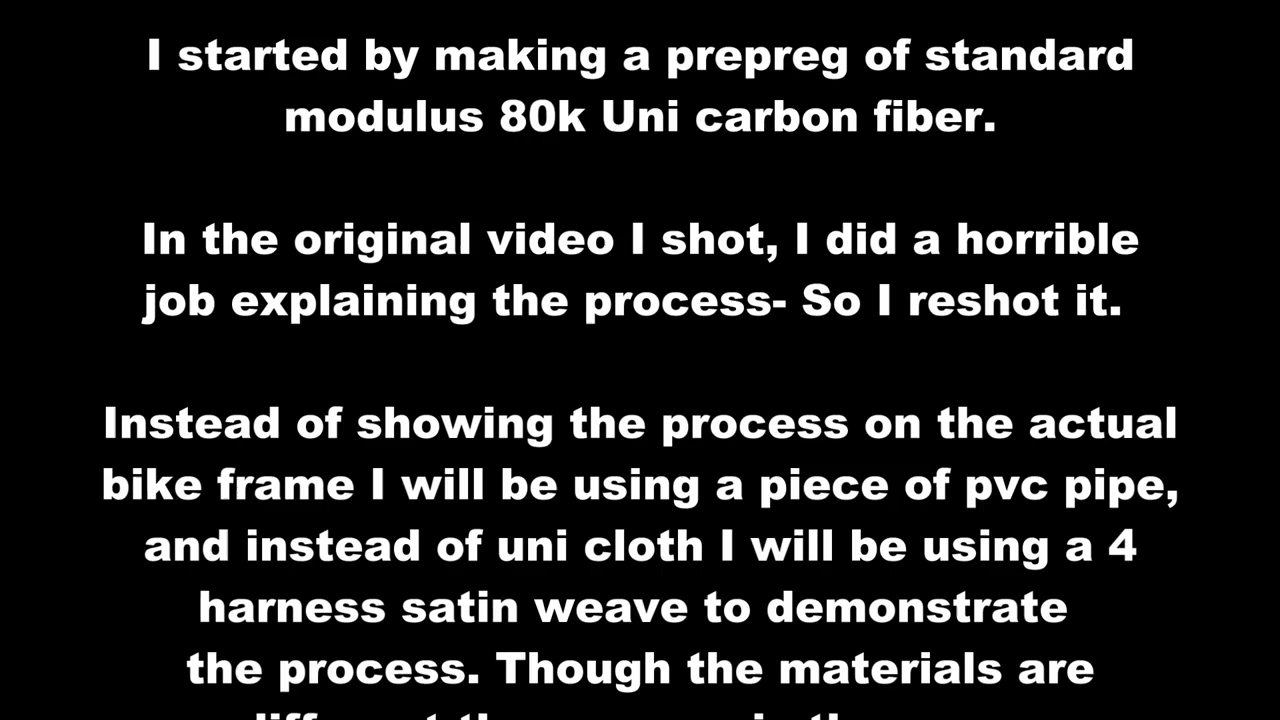 I started by making a prepreg of standard
modulus 80k Uni carbon fiber.
In the original video I shot, I did a horrible
job explaining the process- So I reshot it.
Instead of showing the process on the actual
bike frame I will be using a piece of pvc pipe,
and instead of uni cloth I will be using a 4
harness satin weave to demonstrate
the process. Though the materials are